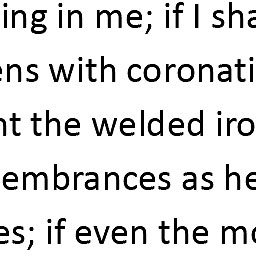 ing in me; if I sha
ens with coronati
nt the welded iro
embrances as he
es; if even the mo